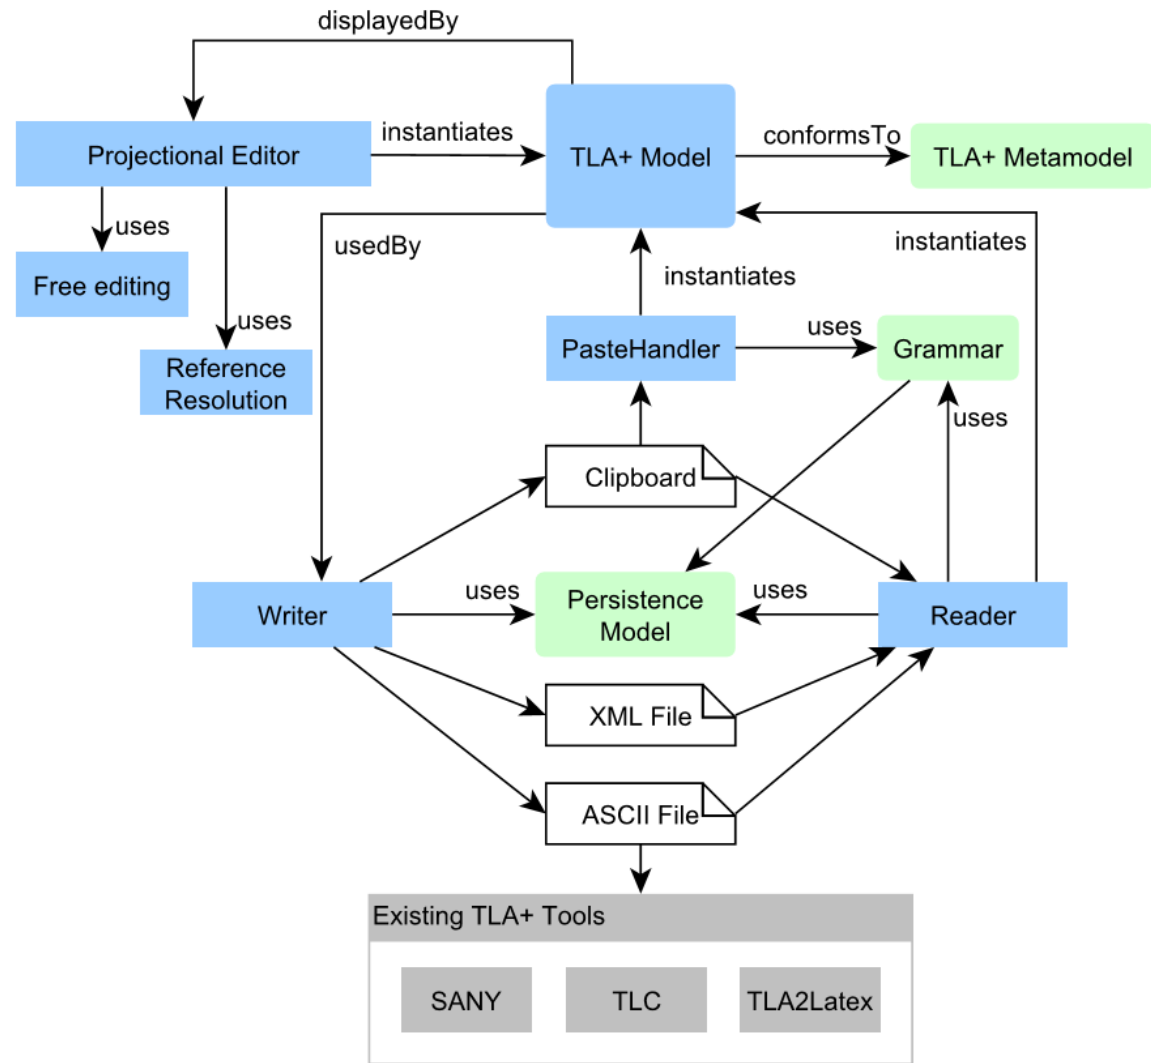 displayedBy
Projectional Editor
instantiates
TLA+ Model
conformsTo
TLA+ Metamodel
uses
Free editing
uses
Reference
Resolution
usedBy
instantiates
instantiates
PasteHandler
uses
Grammar
uses
Clipboard
Writer
uses
Persistence
Model
uses
Reader
XML File
ASCII File
Existing TLA+ Tools
SANY
TLC
TLA2Latex